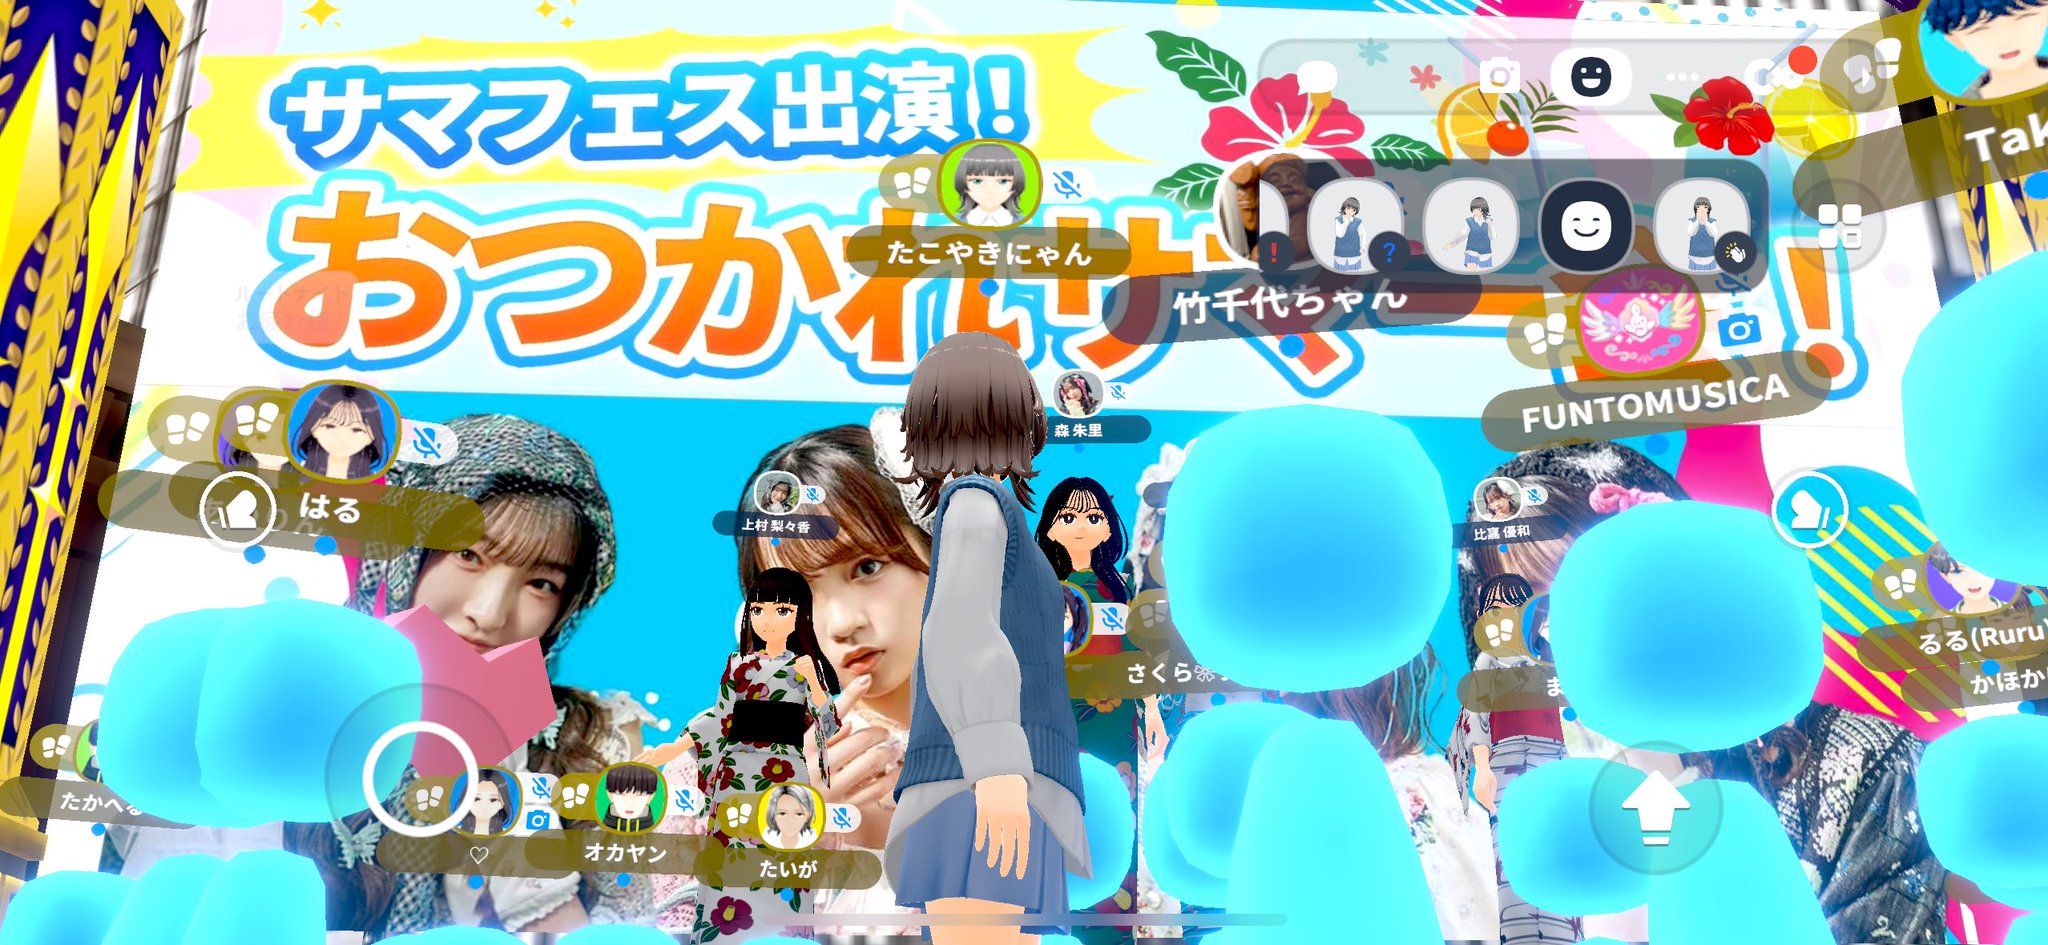 サマフェス出演!
おつかれサマー!
たこやきにゃん
竹千代ちゃん
FUNTOMUSICA
森 朱里
はる
上村 梨々香
比嘉 優和
さくら
るる(Ruru)
かほか
たかへる
♡
オカヤン
たいが